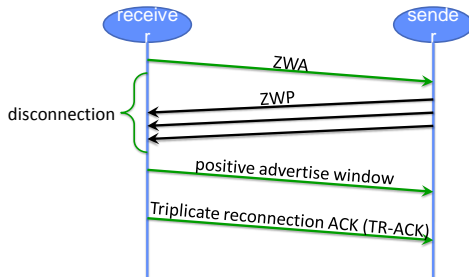 receive
r
sende
r
ZWA
ZWP
disconnection
positive advertise window
Triplicate reconnection ACK (TR-ACK)